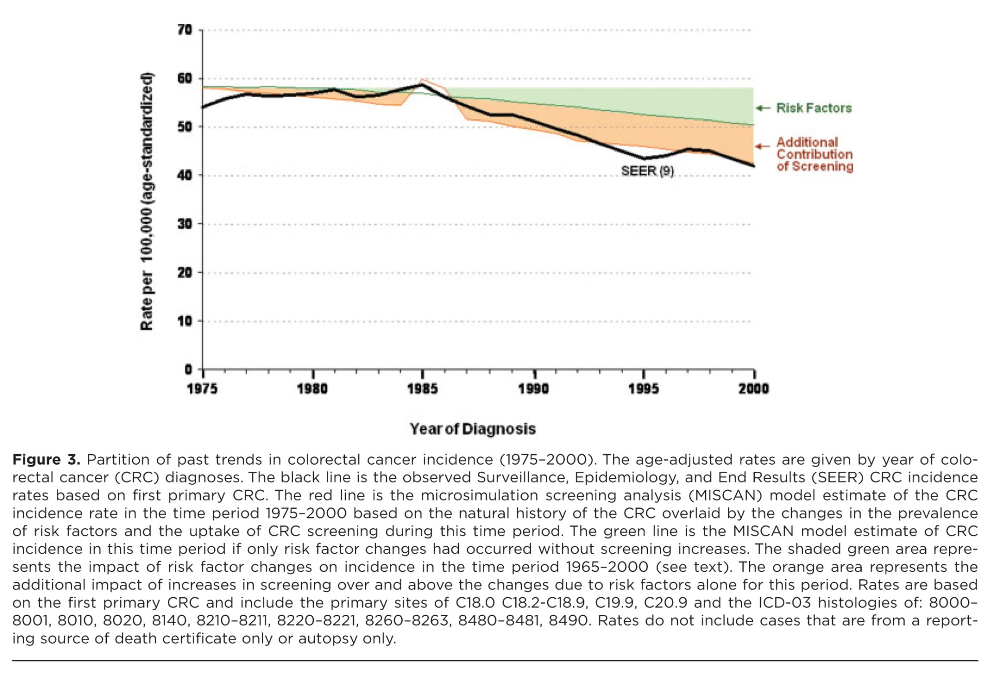 70
60
50
40
30
20
10
0
Rate per 100,000 (age-standardized)
Risk Factors
Additional
Contribution
of Screening
SEER (9)
1975 1980 1985 1990 1995 2000
Year of Diagnosis
Figure 3. Partition of past trends in colorectal cancer incidence (1975–2000). The age-adjusted rates are given by year of colo-
rectal cancer (CRC) diagnoses. The black line is the observed Surveillance, Epidemiology, and End Results (SEER) CRC incidence
rates based on first primary CRC. The red line is the microsimulation screening analysis (MISCAN) model estimate of the CRC
incidence rate in the time period 1975–2000 based on the natural history of the CRC overlaid by the changes in the prevalence
of risk factors and the uptake of CRC screening during this time period. The green line is the MISCAN model estimate of CRC
incidence in this time period if only risk factor changes had occurred without screening increases. The shaded green area repre-
sents the impact of risk factor changes on incidence in the time period 1965–2000 (see text). The orange area represents the
additional impact of increases in screening over and above the changes due to risk factors alone for this period. Rates are based
on the first primary CRC and include the primary sites of C18.0 C18.2-C18.9, C19.9, C20.9 and the ICD-03 histologies of: 8000–
8001, 8010, 8020, 8140, 8210–8211, 8220–8221, 8260–8263, 8480–8481, 8490. Rates do not include cases that are from a report-
ing source of death certificate only or autopsy only.